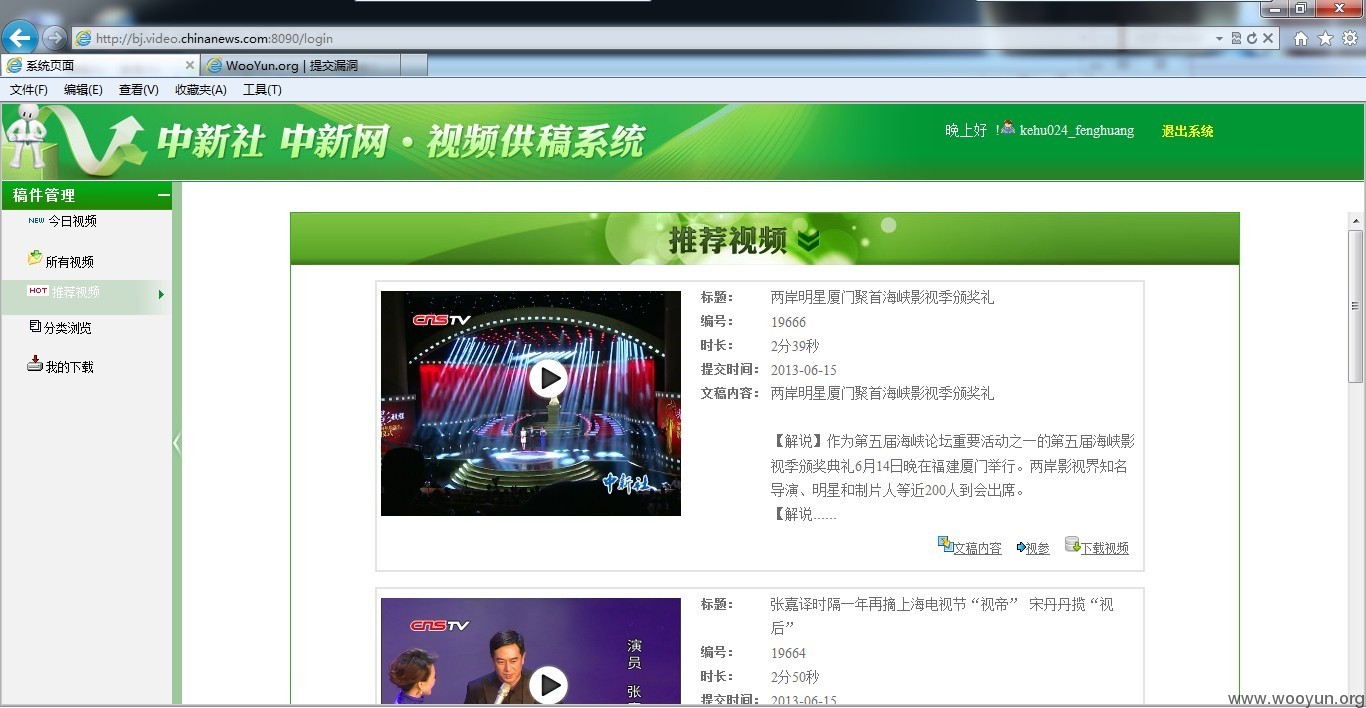 http://bj.video.chinanews.com:8090/login
系统页面
WooYun.org | 提交漏洞
文件(F) 编辑(E) 查看(V) 收藏夹(A) 工具(T)
中新社 中新网·视频供稿系统
晚上好 ! kehu024_fenghuang 退出系统
稿件管理
NEW 今日视频
所有视频
HOT 推荐视频
分类浏览
我的下载
推荐视频
CNSTV
中新社
标题： 两岸明星厦门聚首海峡影视季颁奖礼
编号： 19666
时长： 2分39秒
提交时间： 2013-06-15
文稿内容： 两岸明星厦门聚首海峡影视季颁奖礼
【解说】作为第五届海峡论坛重要活动之一的第五届海峡影
视季颁奖典礼6月14日晚在福建厦门举行。两岸影视界知名
导演、明星和制片人等近200人到会出席。
【解说......
文稿内容 视参 下载视频
CNSTV
演员 张
标题： 张嘉译时隔一年再摘上海电视节“视帝” 宋丹丹揽“视
后”
编号： 19664
时长： 2分50秒
提交时间： 2013-06-15
www.wooyun.org